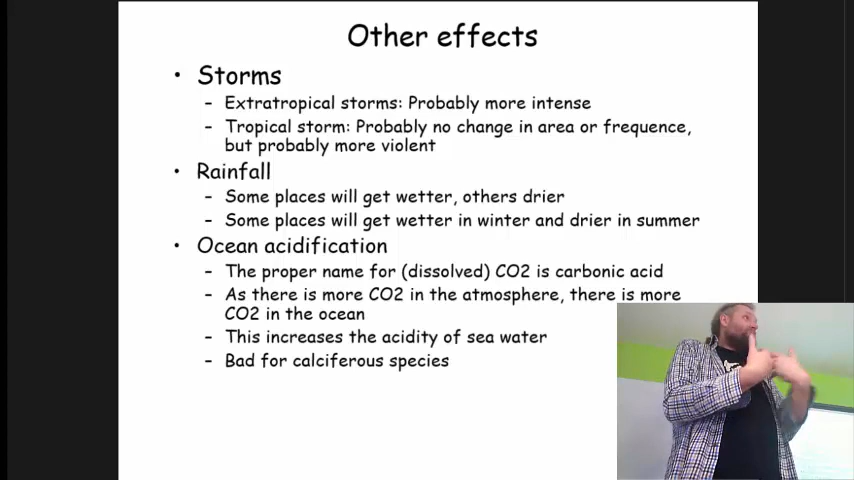 Other effects
• Storms
– Extratropical storms: Probably more intense
– Tropical storm: Probably no change in area or frequence,
but probably more violent
• Rainfall
– Some places will get wetter, others drier
– Some places will get wetter in winter and drier in summer
• Ocean acidification
– The proper name for (dissolved) CO2 is carbonic acid
– As there is more CO2 in the atmosphere, there is more
CO2 in the ocean
– This increases the acidity of sea water
– Bad for calciferous species